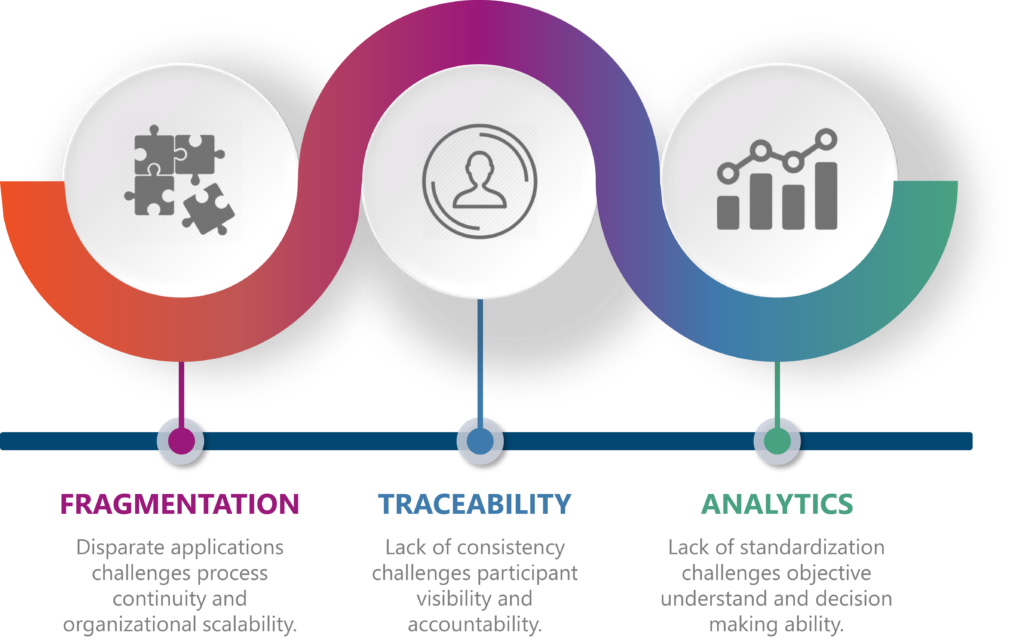 FRAGMENTATION
Disparate applications
challenges process
continuity and
organizational scalability.
TRACEABILITY
Lack of consistency
challenges participant
visibility and
accountability.
ANALYTICS
Lack of standardization
challenges objective
understand and decision
making ability.